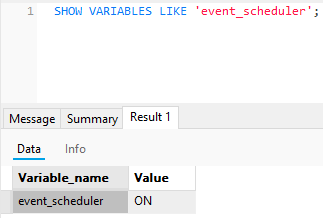 1 SHOW VARIABLES LIKE 'event_scheduler';
Message Summary Result 1
Data Info
Variable_name Value
event_scheduler ON